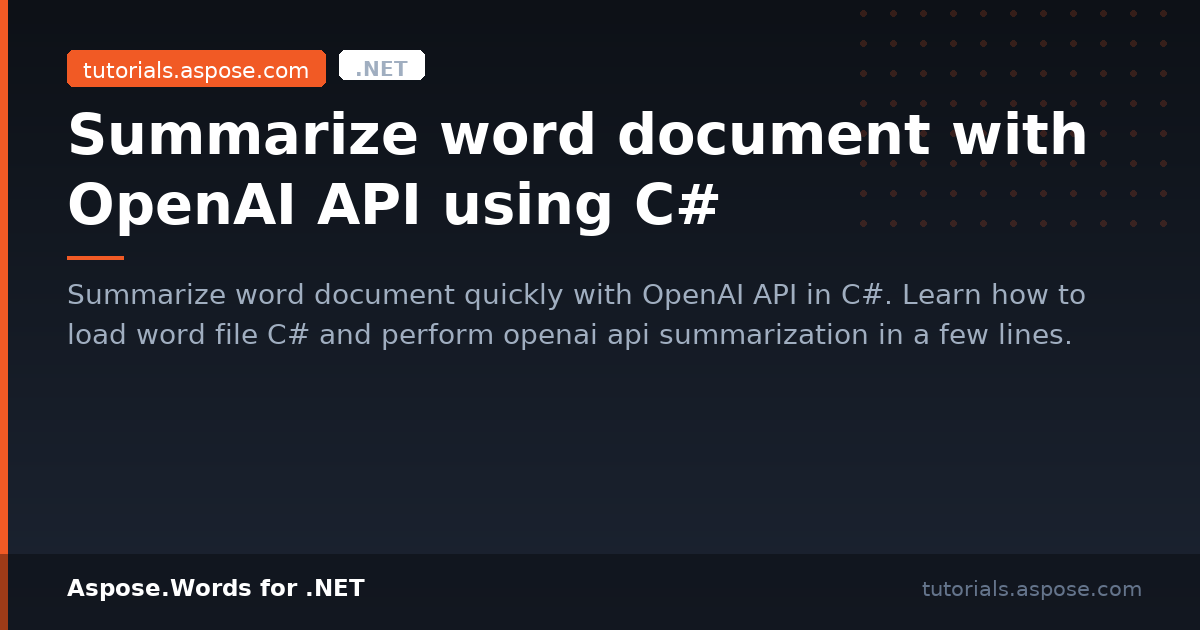 tutorials.aspose.com
.NET
Summarize word document with
OpenAI API using C#
Summarize word document quickly with OpenAI API in C#. Learn how to
load word file C# and perform openai api summarization in a few lines.
Aspose.Words for .NET
tutorials.aspose.com